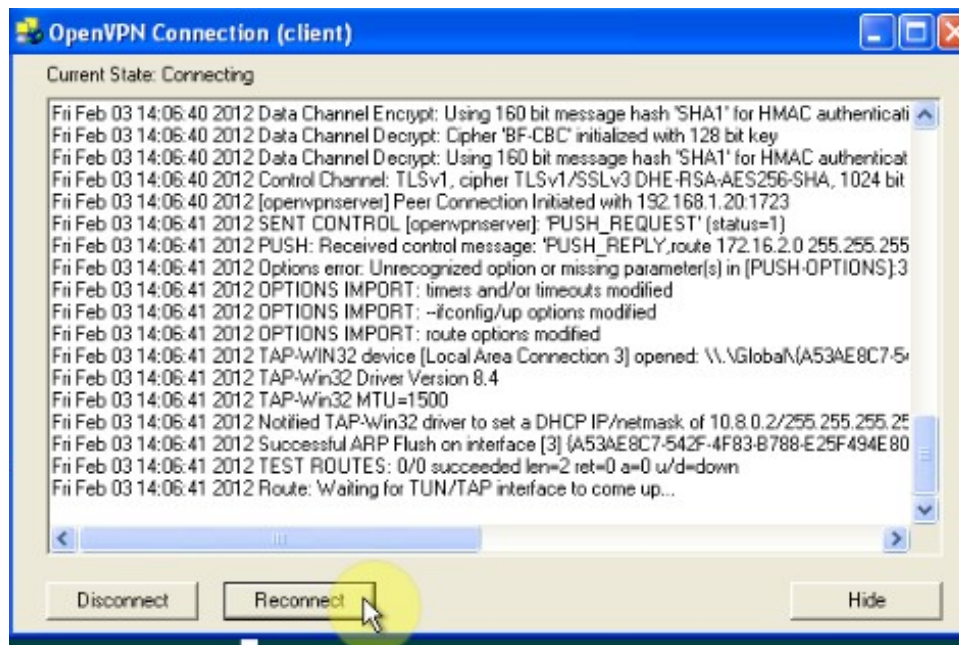 OpenVPN Connection (client)
Current State: Connecting
Fri Feb 03 14:06:40 2012 Data Channel Encrypt: Using 160 bit message hash 'SHA1' for HMAC authenticati
Fri Feb 03 14:06:40 2012 Data Channel Decrypt: Cipher 'BF-CBC' initialized with 128 bit key
Fri Feb 03 14:06:40 2012 Data Channel Decrypt: Using 160 bit message hash 'SHA1' for HMAC authenticat
Fri Feb 03 14:06:40 2012 Control Channel: TLSv1, cipher TLSv1/SSLv3 DHE-RSA-AES256-SHA, 1024 bit
Fri Feb 03 14:06:40 2012 [openvpnserver] Peer Connection Initiated with 192.168.1.20:1723
Fri Feb 03 14:06:41 2012 SENT CONTROL [openvpnserver]: 'PUSH_REQUEST' (status=1)
Fri Feb 03 14:06:41 2012 PUSH: Received control message: 'PUSH_REPLY,route 172.16.2.0 255.255.255
Fri Feb 03 14:06:41 2012 Options error: Unrecognized option or missing parameter(s) in [PUSH-OPTIONS]:3
Fri Feb 03 14:06:41 2012 OPTIONS IMPORT: timers and/or timeouts modified
Fri Feb 03 14:06:41 2012 OPTIONS IMPORT: --ifconfig/up options modified
Fri Feb 03 14:06:41 2012 OPTIONS IMPORT: route options modified
Fri Feb 03 14:06:41 2012 TAP-WIN32 device [Local Area Connection 3] opened: \\.\Global\{A53AE8C7-54
Fri Feb 03 14:06:41 2012 TAP-Win32 Driver Version 8.4
Fri Feb 03 14:06:41 2012 TAP-Win32 MTU=1500
Fri Feb 03 14:06:41 2012 Notified TAP-Win32 driver to set a DHCP IP/netmask of 10.8.0.2/255.255.255.25
Fri Feb 03 14:06:41 2012 Successful ARP Flush on interface [3] {A53AE8C7-542F-4F83-B788-E25F494E80
Fri Feb 03 14:06:41 2012 TEST ROUTES: 0/0 succeeded len=2 ret=0 a=0 u/d=down
Fri Feb 03 14:06:41 2012 Route: Waiting for TUN/TAP interface to come up...
Disconnect Reconnect Hide